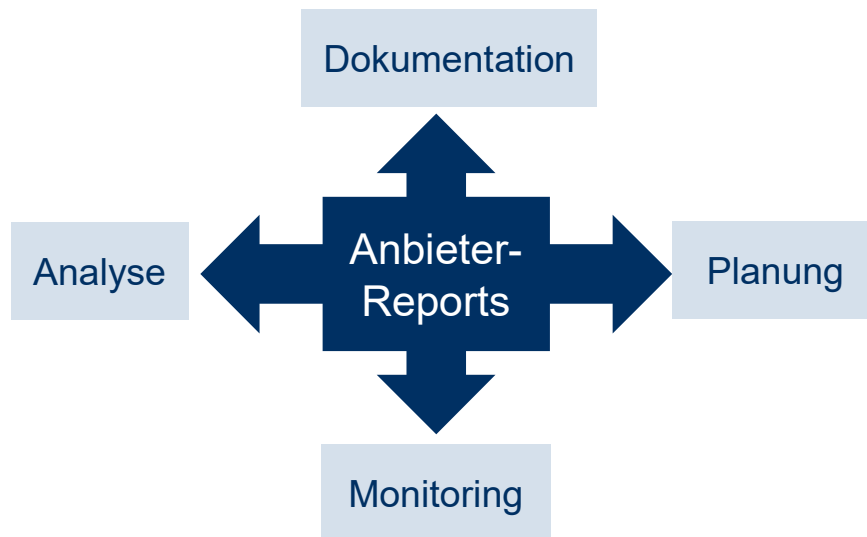 Dokumentation
Analyse
Anbieter-
Reports
Planung
Monitoring